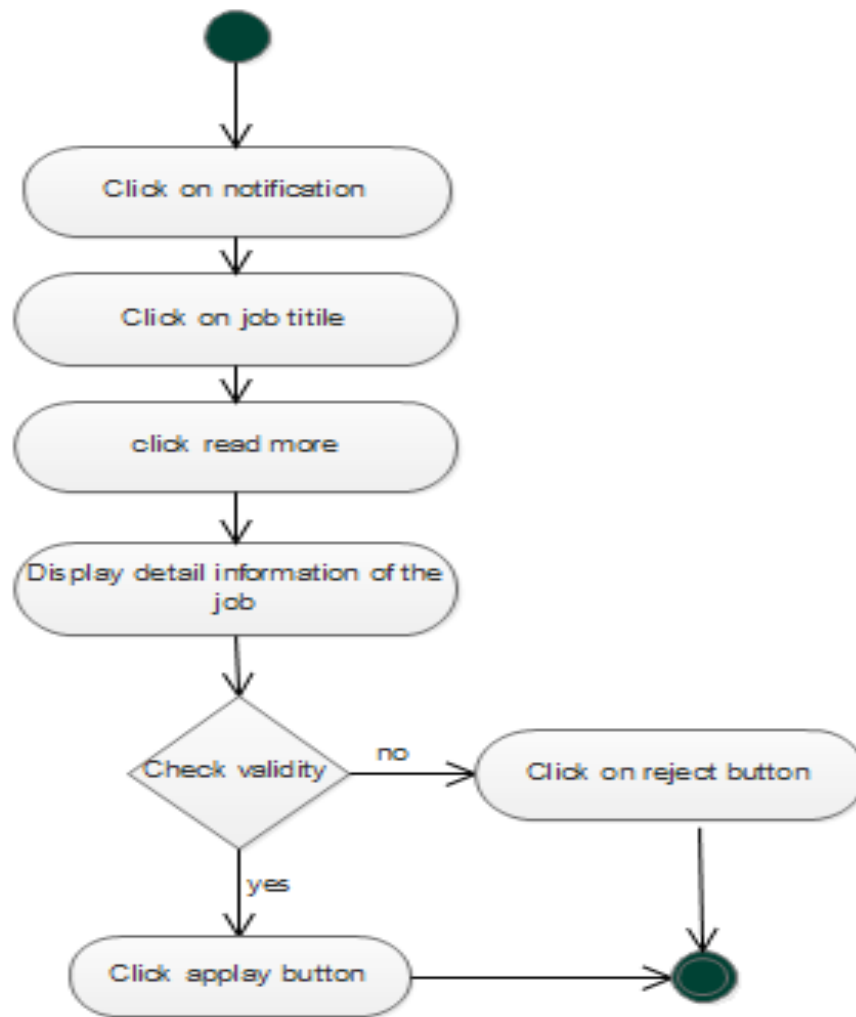 Click on notification
Click on job titile
click read more
Display detail information of the
job
Check validity
no
Click on reject button
yes
Click applay button